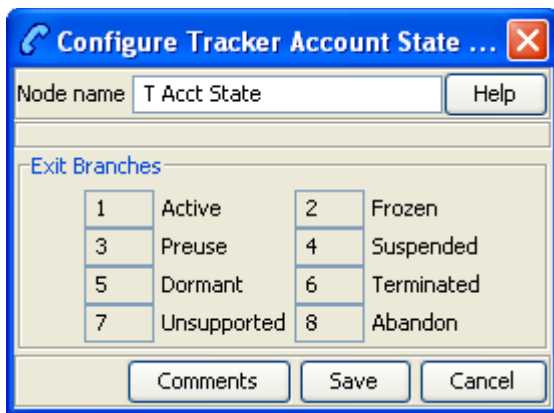 Configure Tracker Account State ...
Node name T Acct State Help
Exit Branches
1 Active 2 Frozen
3 Preuse 4 Suspended
5 Dormant 6 Terminated
7 Unsupported 8 Abandon
Comments Save Cancel